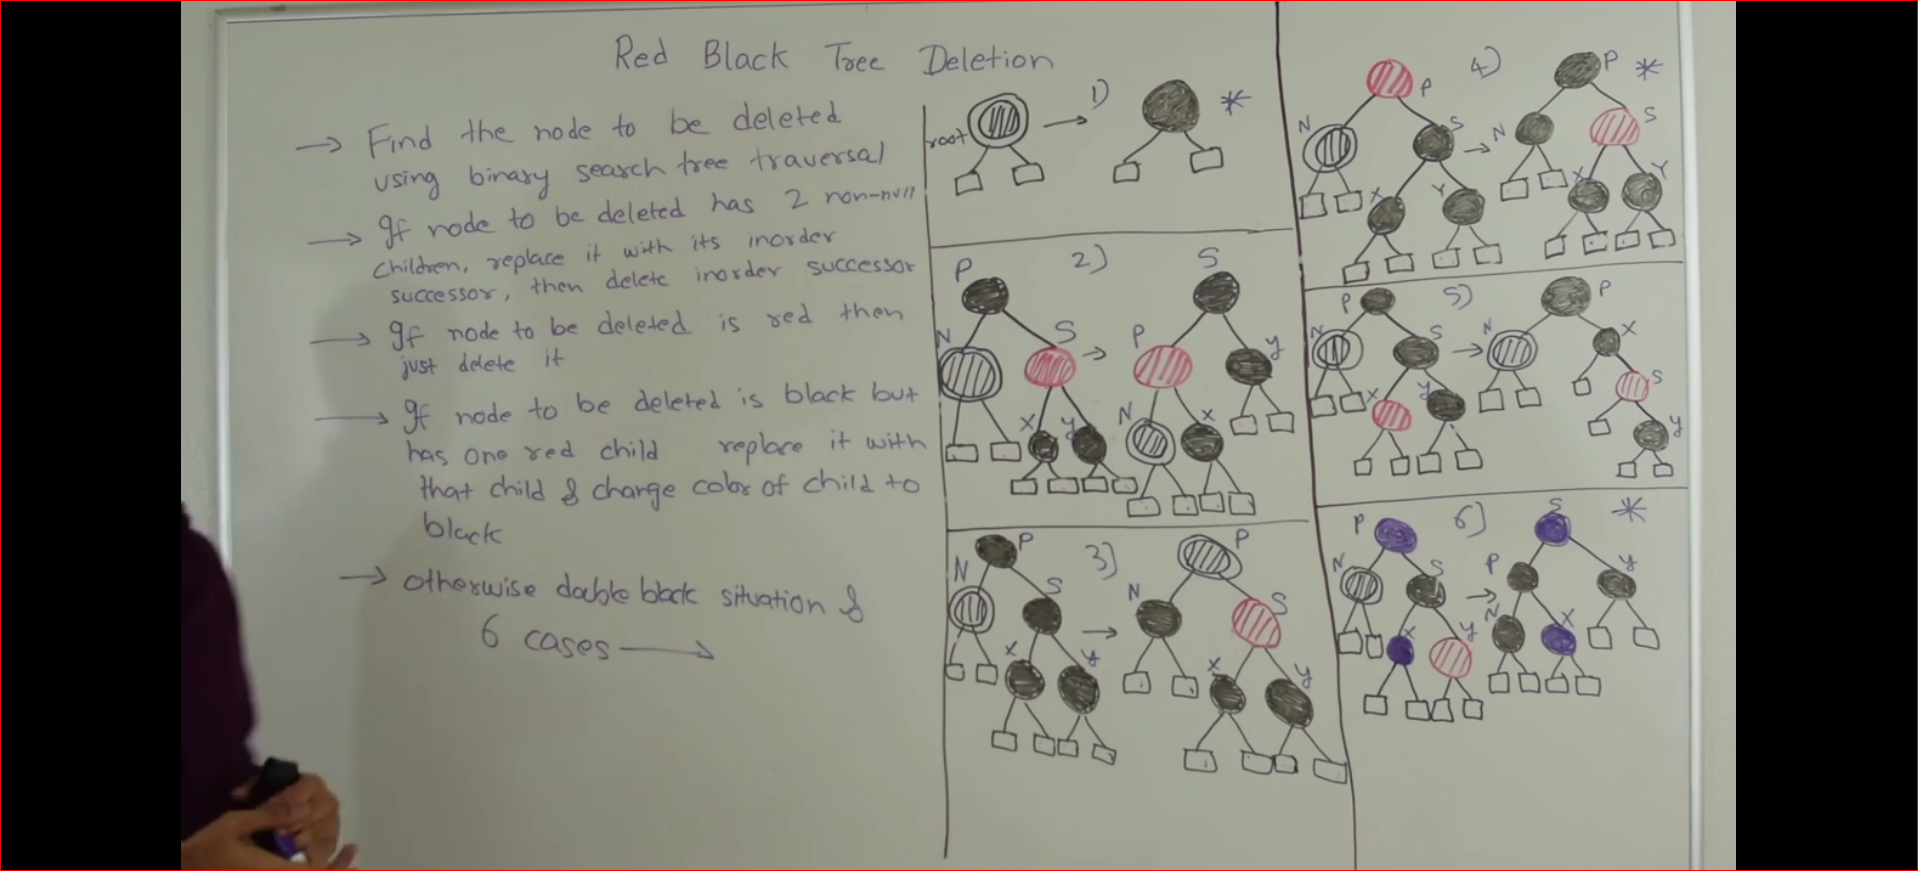 Red Black Tree Deletion
→ Find the node to be deleted
using binary search tree traversal
→ If node to be deleted has 2 non-null
children, replace it with its inorder
successor, then delete inorder successor
→ If node to be deleted is red then
just delete it
→ If node to be deleted is black but
has one red child replace it with
that child & change color of child to
black
→ otherwise double black situation &
6 cases →
root → 1) *
P 2) S
N S → P y
X y N X
P 3) P
N S → N S
X y X y
4) P *
P
N S → N S
X Y X Y
P 5) P
N S → N X
X y S
y
P 6) S *
N S → P y
X y N X